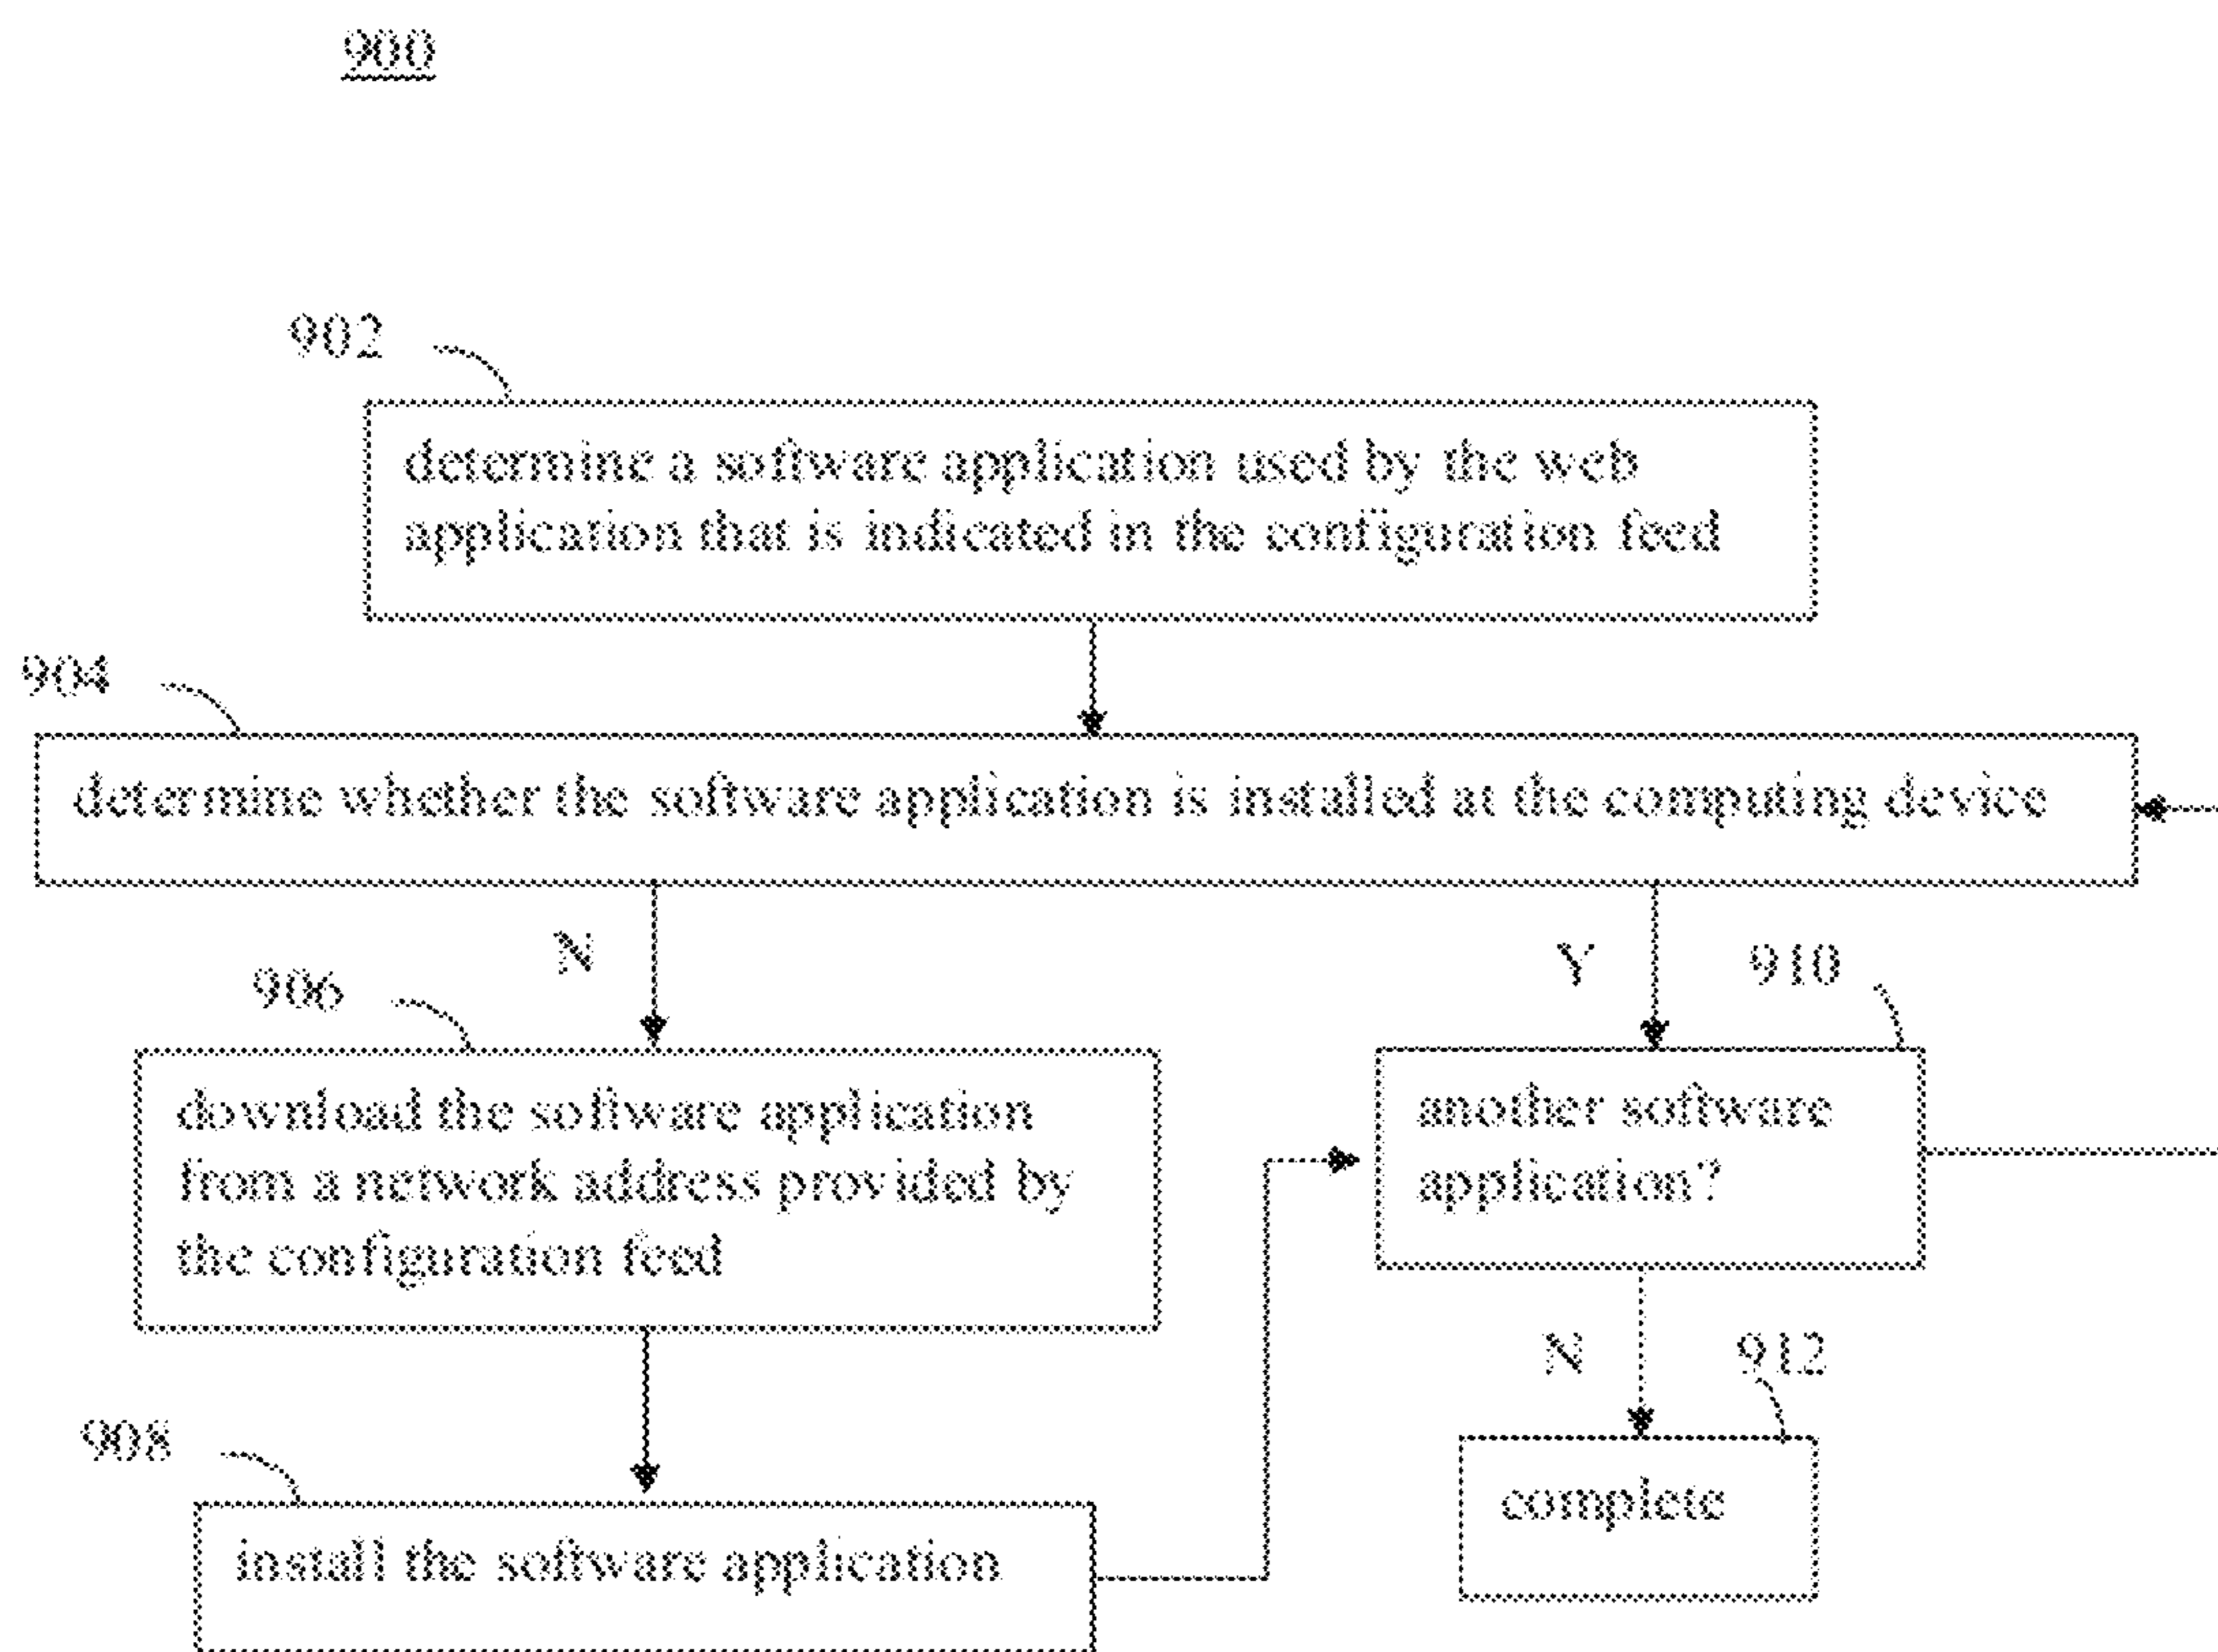 900
902
determine a software application used by the web
application that is indicated in the configuration feed
904
determine whether the software application is installed at the computing device
N
Y
910
906
download the software application
from a network address provided by
the configuration feed
another software
application?
N
912
908
install the software application
complete